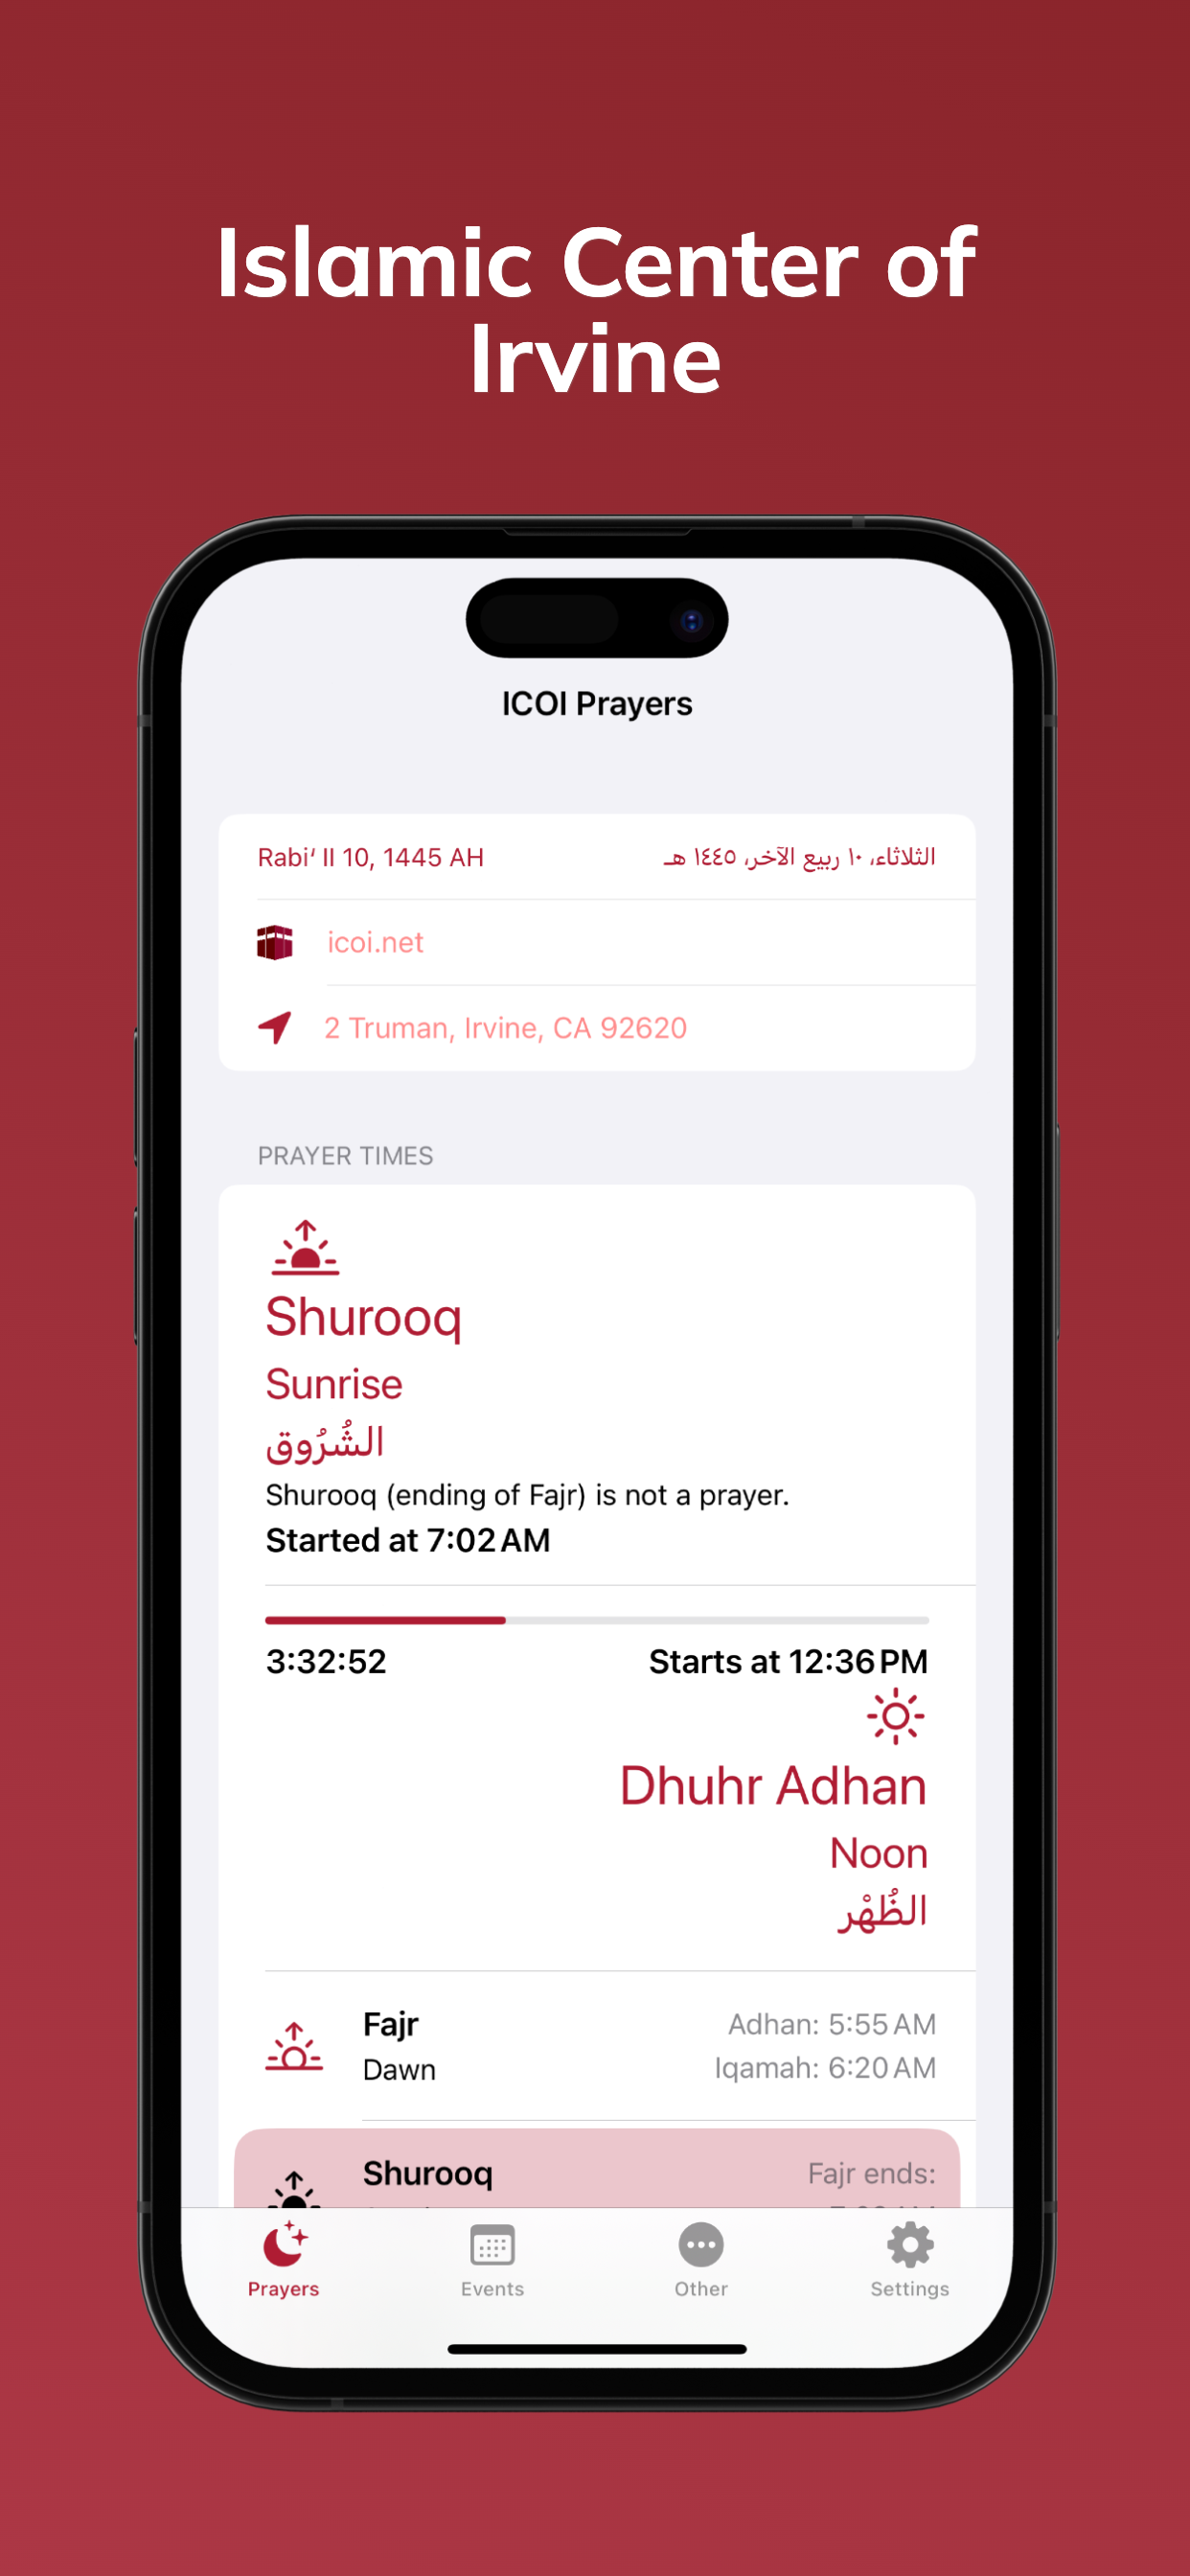 Islamic Center of
Irvine
ICOI Prayers
Rabiʻ II 10, 1445 AH
الثلاثاء، ١٠ ربيع الآخر، ١٤٤٥ هـ
icoi.net
2 Truman, Irvine, CA 92620
PRAYER TIMES
Shurooq
Sunrise
الشُرُوق
Shurooq (ending of Fajr) is not a prayer.
Started at 7:02 AM
3:32:52
Starts at 12:36 PM
Dhuhr Adhan
Noon
الظُهْر
Fajr
Adhan: 5:55 AM
Dawn
Iqamah: 6:20 AM
Shurooq
Fajr ends:
Prayers
Events
Other
Settings